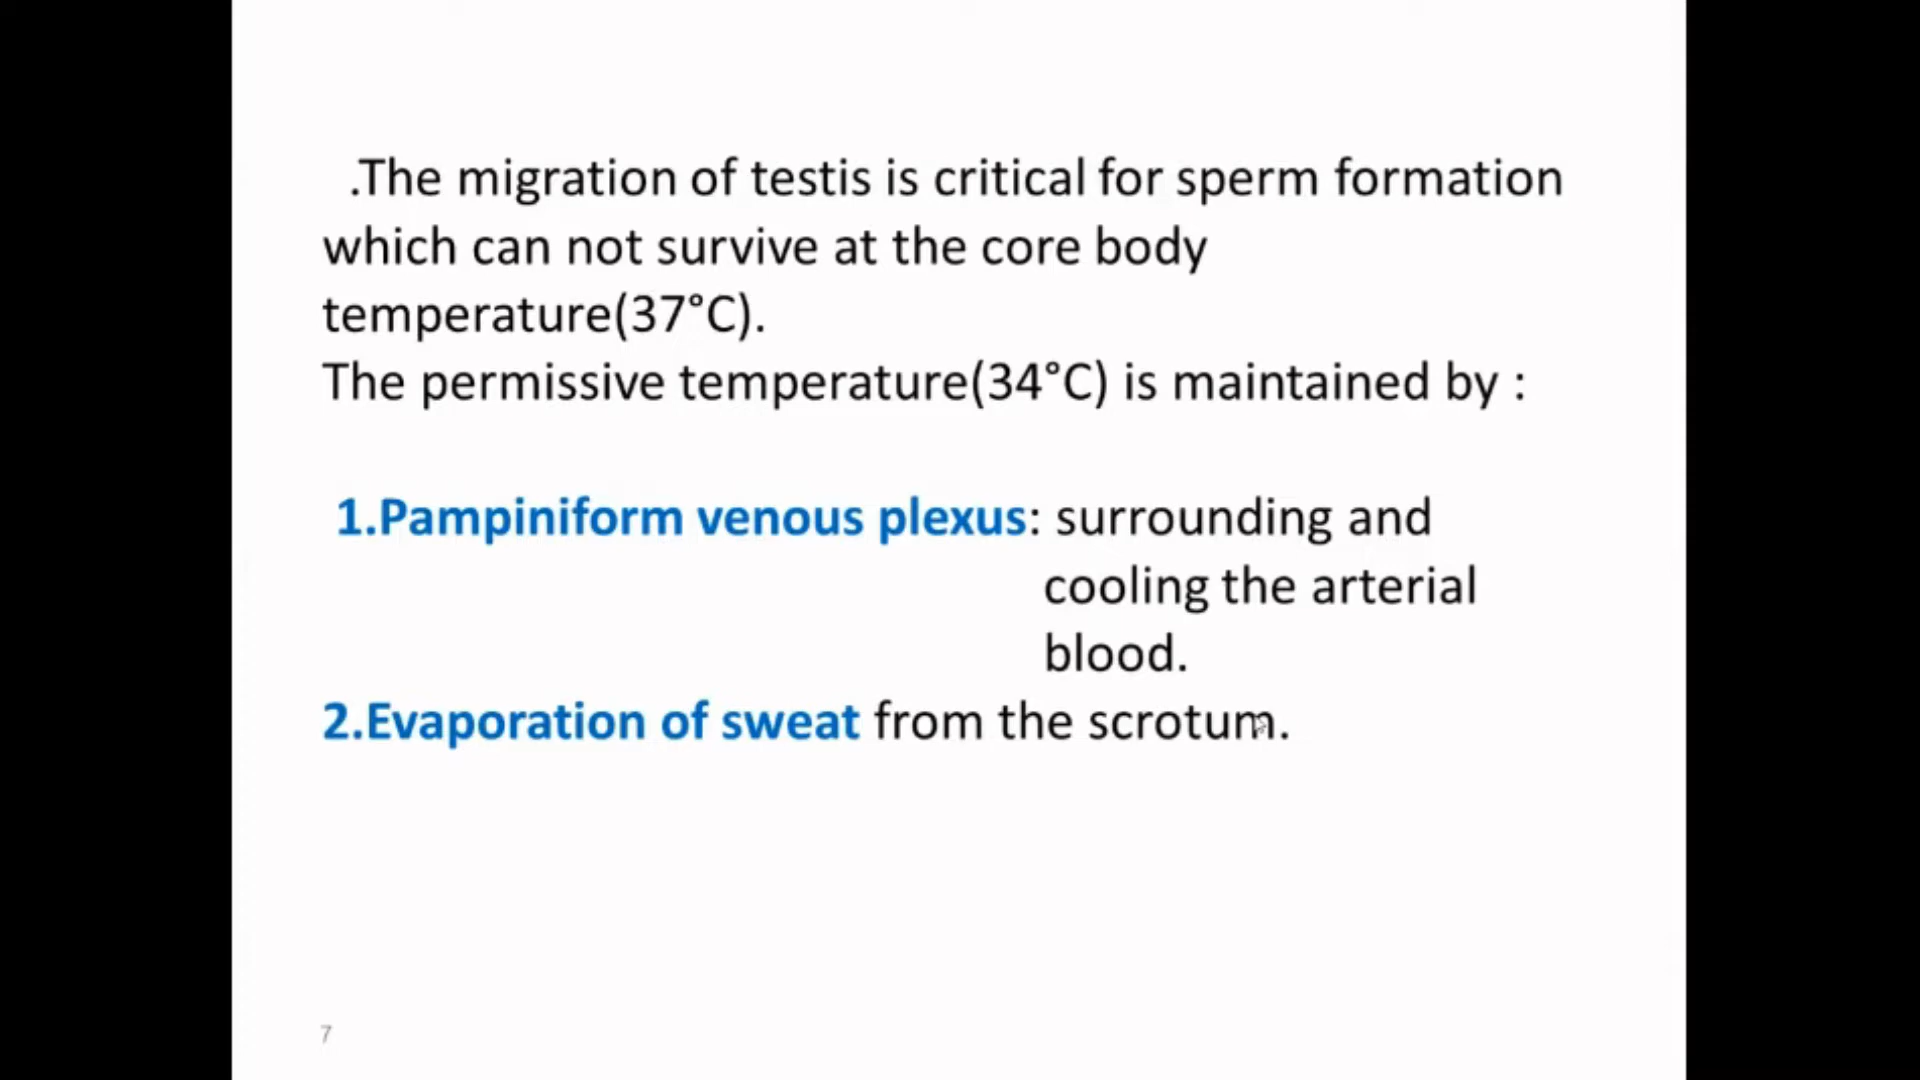 .The migration of testis is critical for sperm formation
which can not survive at the core body
temperature(37°C).
The permissive temperature(34°C) is maintained by :
1.Pampiniform venous plexus: surrounding and
cooling the arterial
blood.
2.Evaporation of sweat from the scrotum.
7